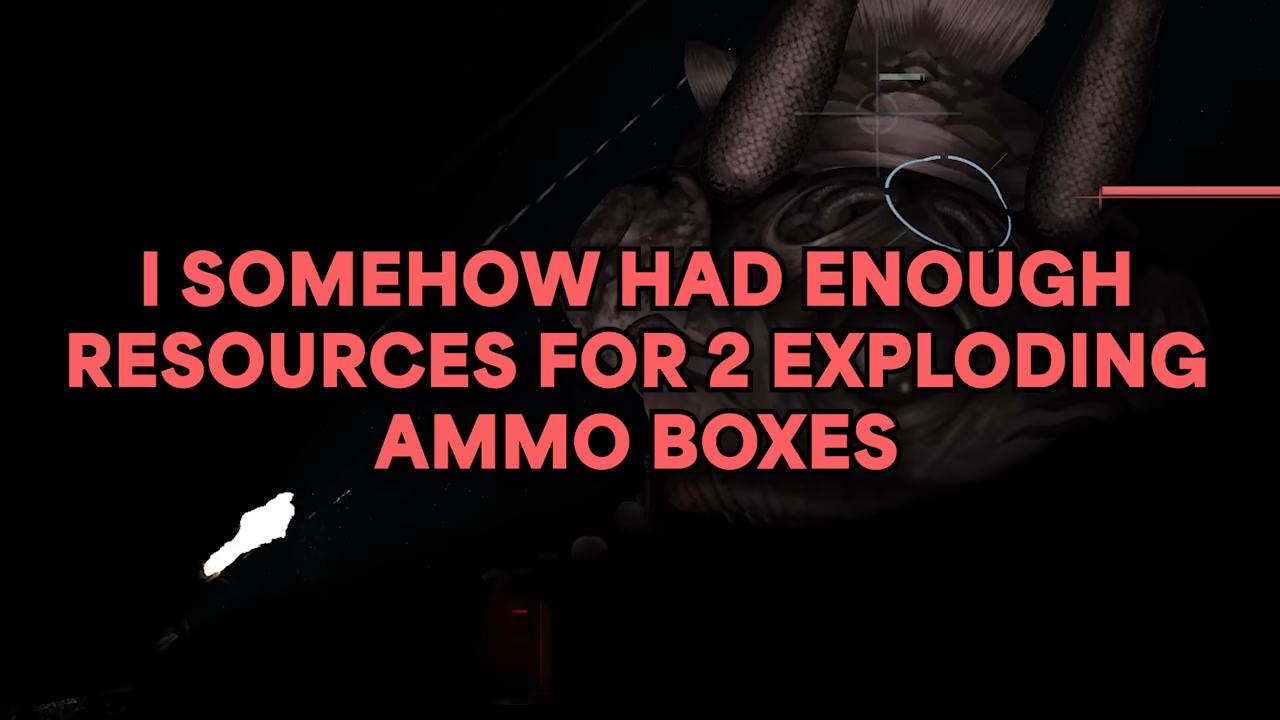 I SOMEHOW HAD ENOUGH
RESOURCES FOR 2 EXPLODING
AMMO BOXES